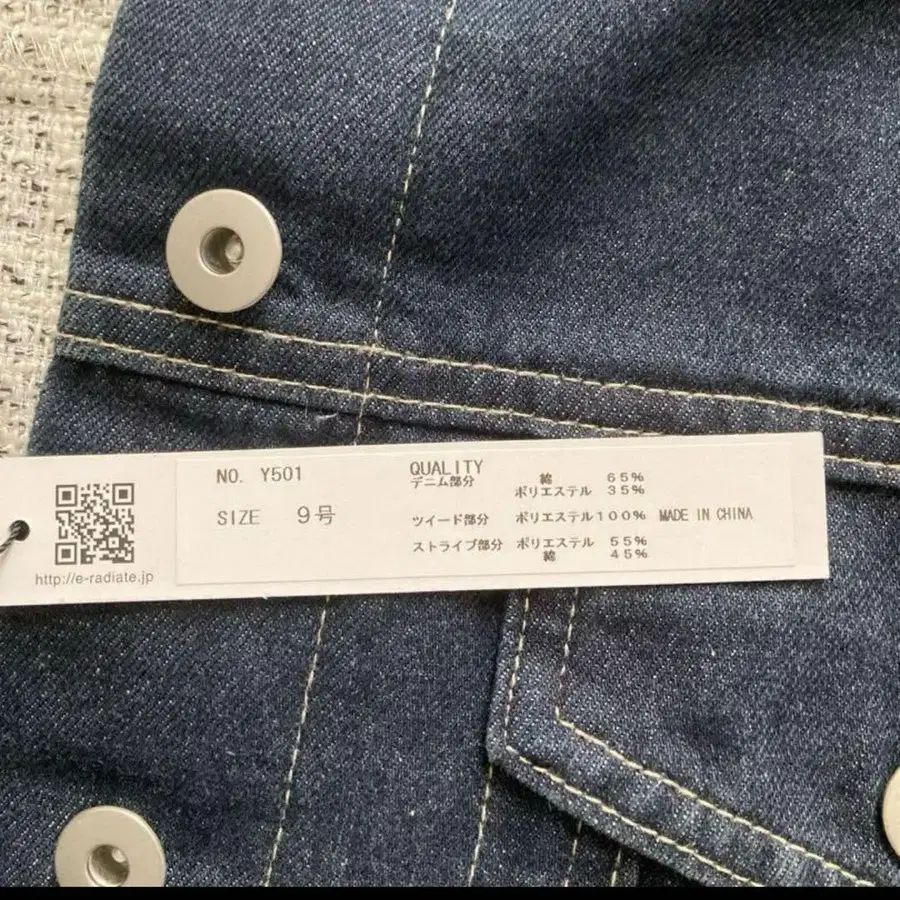 NO. Y501
SIZE 9号
QUALITY
デニム部分 綿 65%
ポリエステル 35%
ツイード部分 ポリエステル100% MADE IN CHINA
ストライプ部分 ポリエステル 55%
綿 45%
http://e-radiate.jp